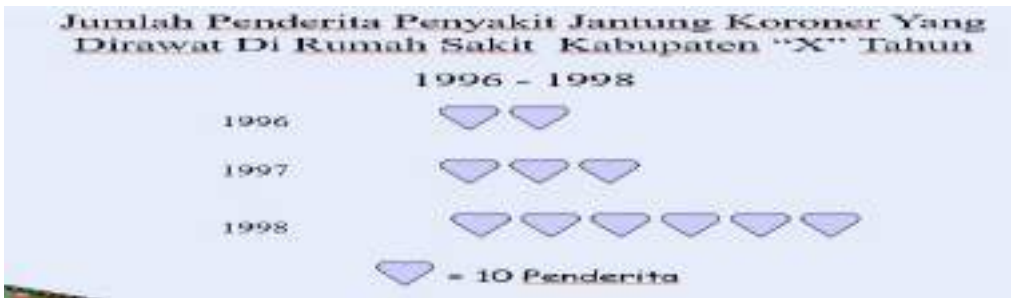 Jumlah Penderita Penyakit Jantung Koroner Yang
Dirawat Di Rumah Sakit Kabupaten “X” Tahun
1996 - 1998
1996
1997
1998
= 10 Penderita